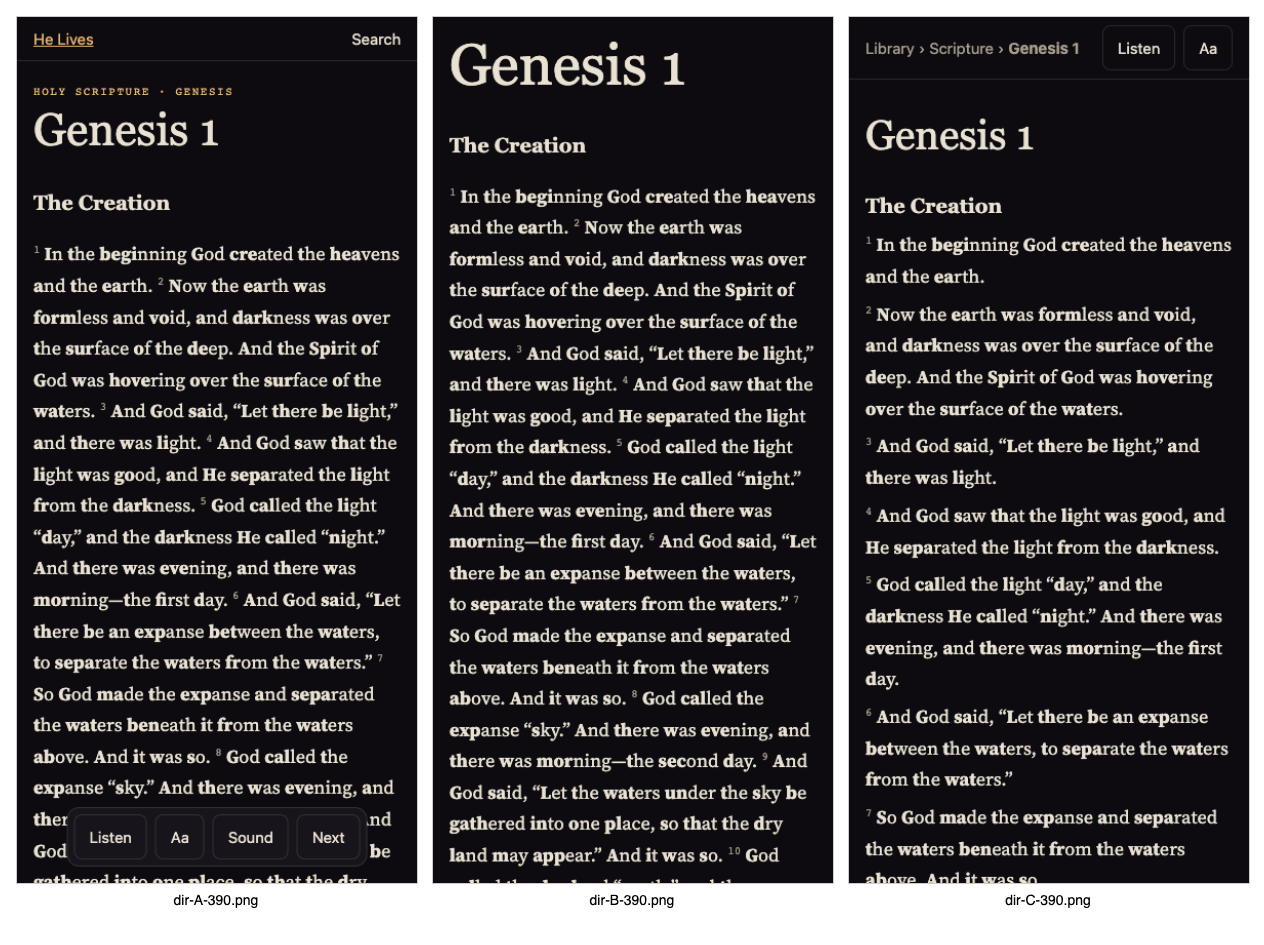 He Lives
Search
HOLY SCRIPTURE · GENESIS
Genesis 1
The Creation
1 In the beginning God created the heavens
and the earth. 2 Now the earth was
formless and void, and darkness was over
the surface of the deep. And the Spirit of
God was hovering over the surface of the
waters. 3 And God said, “Let there be light,”
and there was light. 4 And God saw that the
light was good, and He separated the light
from the darkness. 5 God called the light
“day,” and the darkness He called “night.”
And there was evening, and there was
morning—the first day. 6 And God said, “Let
there be an expanse between the waters,
to separate the waters from the waters.” 7
So God made the expanse and separated
the waters beneath it from the waters
above. And it was so. 8 God called the
expanse “sky.” And there was evening, and
God
be
Listen
Aa
Sound
Next
gathered into one place, so that the dry
dir-A-390.png
Genesis 1
The Creation
1 In the beginning God created the heavens
and the earth. 2 Now the earth was
formless and void, and darkness was over
the surface of the deep. And the Spirit of
God was hovering over the surface of the
waters. 3 And God said, “Let there be light,”
and there was light. 4 And God saw that the
light was good, and He separated the light
from the darkness. 5 God called the light
“day,” and the darkness He called “night.”
And there was evening, and there was
morning—the first day. 6 And God said, “Let
there be an expanse between the waters,
to separate the waters from the waters.” 7
So God made the expanse and separated
the waters beneath it from the waters
above. And it was so. 8 God called the
expanse “sky.” And there was evening, and
there was morning—the second day. 9 And
God said, “Let the waters under the sky be
gathered into one place, so that the dry
land may appear.” And it was so. 10 God
dir-B-390.png
Library › Scripture › Genesis 1
Listen
Aa
Genesis 1
The Creation
1 In the beginning God created the heavens
and the earth.
2 Now the earth was formless and void,
and darkness was over the surface of the
deep. And the Spirit of God was hovering
over the surface of the waters.
3 And God said, “Let there be light,” and
there was light.
4 And God saw that the light was good, and
He separated the light from the darkness.
5 God called the light “day,” and the
darkness He called “night.” And there was
evening, and there was morning—the first
day.
6 And God said, “Let there be an expanse
between the waters, to separate the waters
from the waters.”
7 So God made the expanse and separated
the waters beneath it from the waters
above. And it was so.
dir-C-390.png